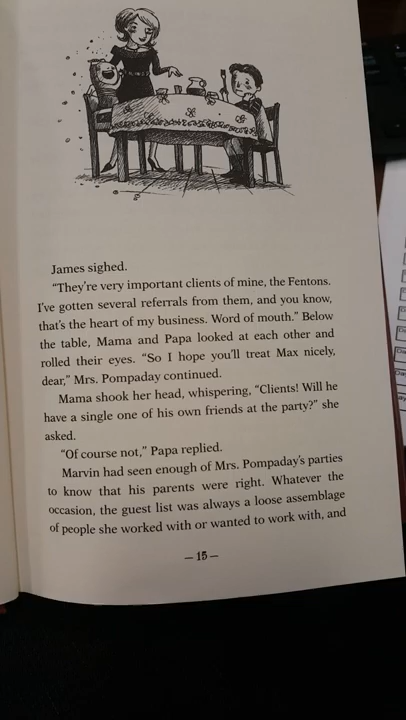 James sighed.
“They’re very important clients of mine, the Fentons.
I’ve gotten several referrals from them, and you know,
that’s the heart of my business. Word of mouth.” Below
the table, Mama and Papa looked at each other and
rolled their eyes. “So I hope you’ll treat Max nicely,
dear,” Mrs. Pompaday continued.
Mama shook her head, whispering, “Clients! Will he
have a single one of his own friends at the party?” she
asked.
“Of course not,” Papa replied.
Marvin had seen enough of Mrs. Pompaday’s parties
to know that his parents were right. Whatever the
occasion, the guest list was always a loose assemblage
of people she worked with or wanted to work with, and
– 15 –